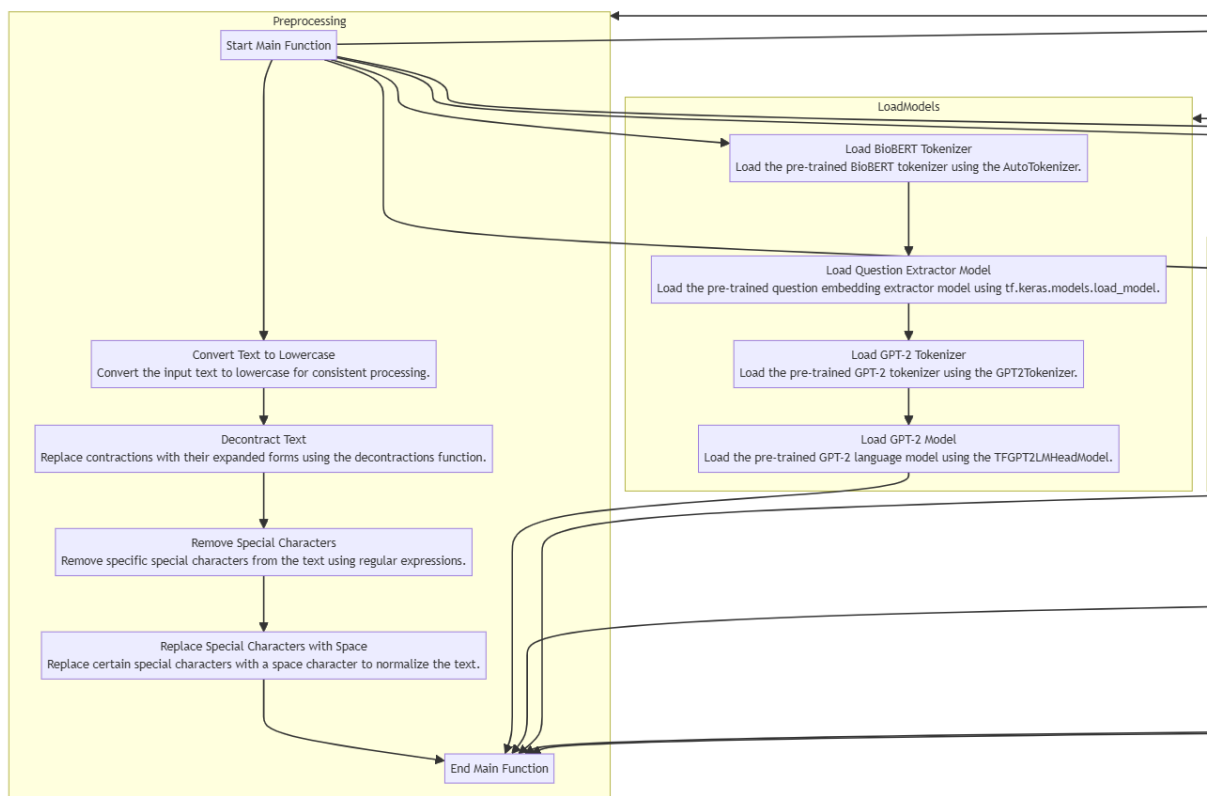 Preprocessing
Start Main Function
Convert Text to Lowercase
Convert the input text to lowercase for consistent processing.
Decontract Text
Replace contractions with their expanded forms using the decontractions function.
Remove Special Characters
Remove specific special characters from the text using regular expressions.
Replace Special Characters with Space
Replace certain special characters with a space character to normalize the text.
End Main Function
LoadModels
Load BioBERT Tokenizer
Load the pre-trained BioBERT tokenizer using the AutoTokenizer.
Load Question Extractor Model
Load the pre-trained question embedding extractor model using tf.keras.models.load_model.
Load GPT-2 Tokenizer
Load the pre-trained GPT-2 tokenizer using the GPT2Tokenizer.
Load GPT-2 Model
Load the pre-trained GPT-2 language model using the TFGPT2LMHeadModel.